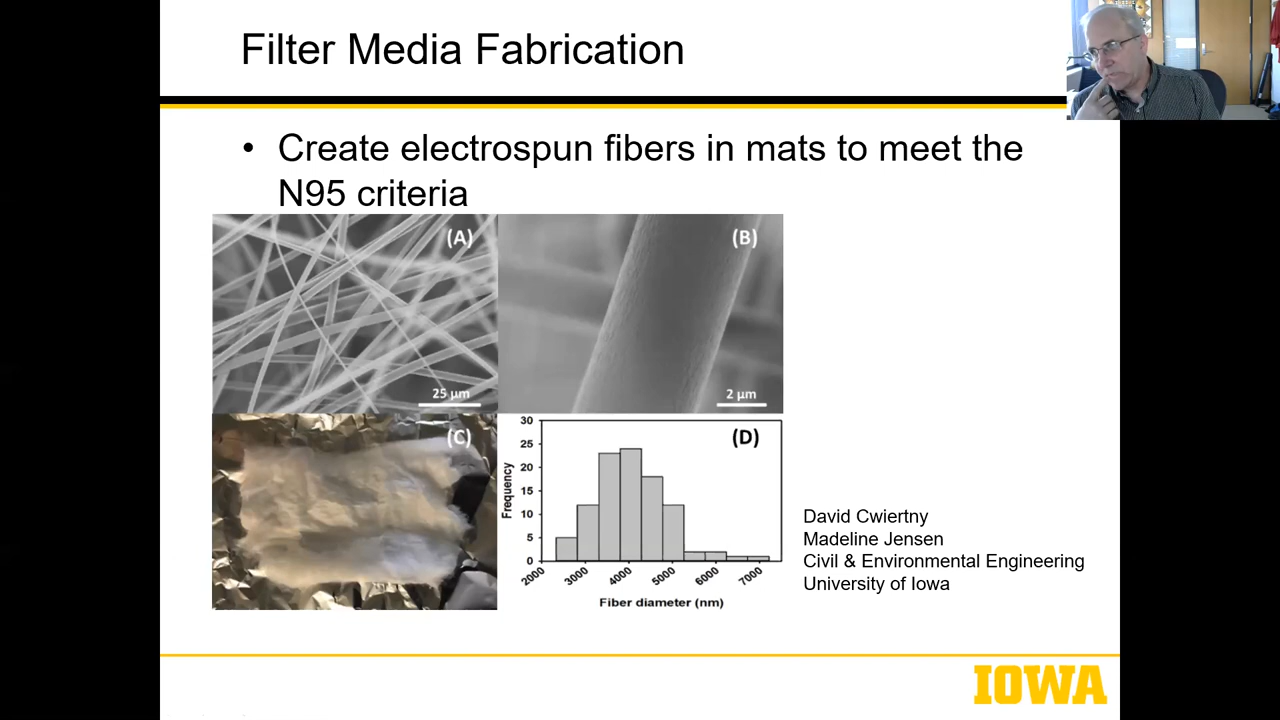 Filter Media Fabrication
• Create electrospun fibers in mats to meet the
N95 criteria
(A)
25 µm
(B)
2 µm
(C)
(D)
30
25
20
15
10
5
0
Frequency
2000
3000
4000
5000
6000
7000
Fiber diameter (nm)
David Cwiertny
Madeline Jensen
Civil & Environmental Engineering
University of Iowa
IOWA